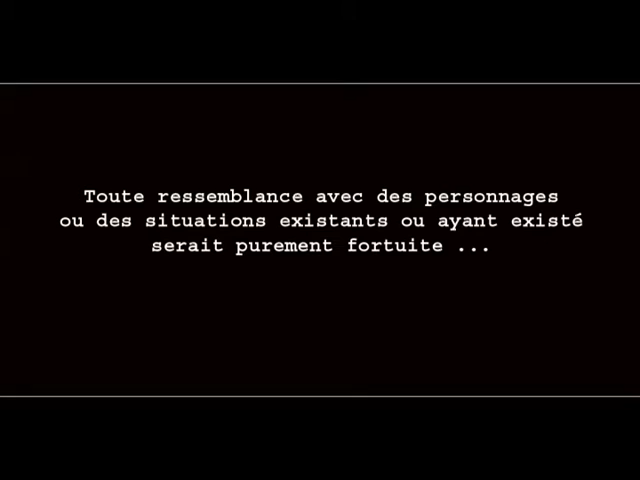 Toute ressemblance avec des personnages
ou des situations existants ou ayant existé
serait purement fortuite ...